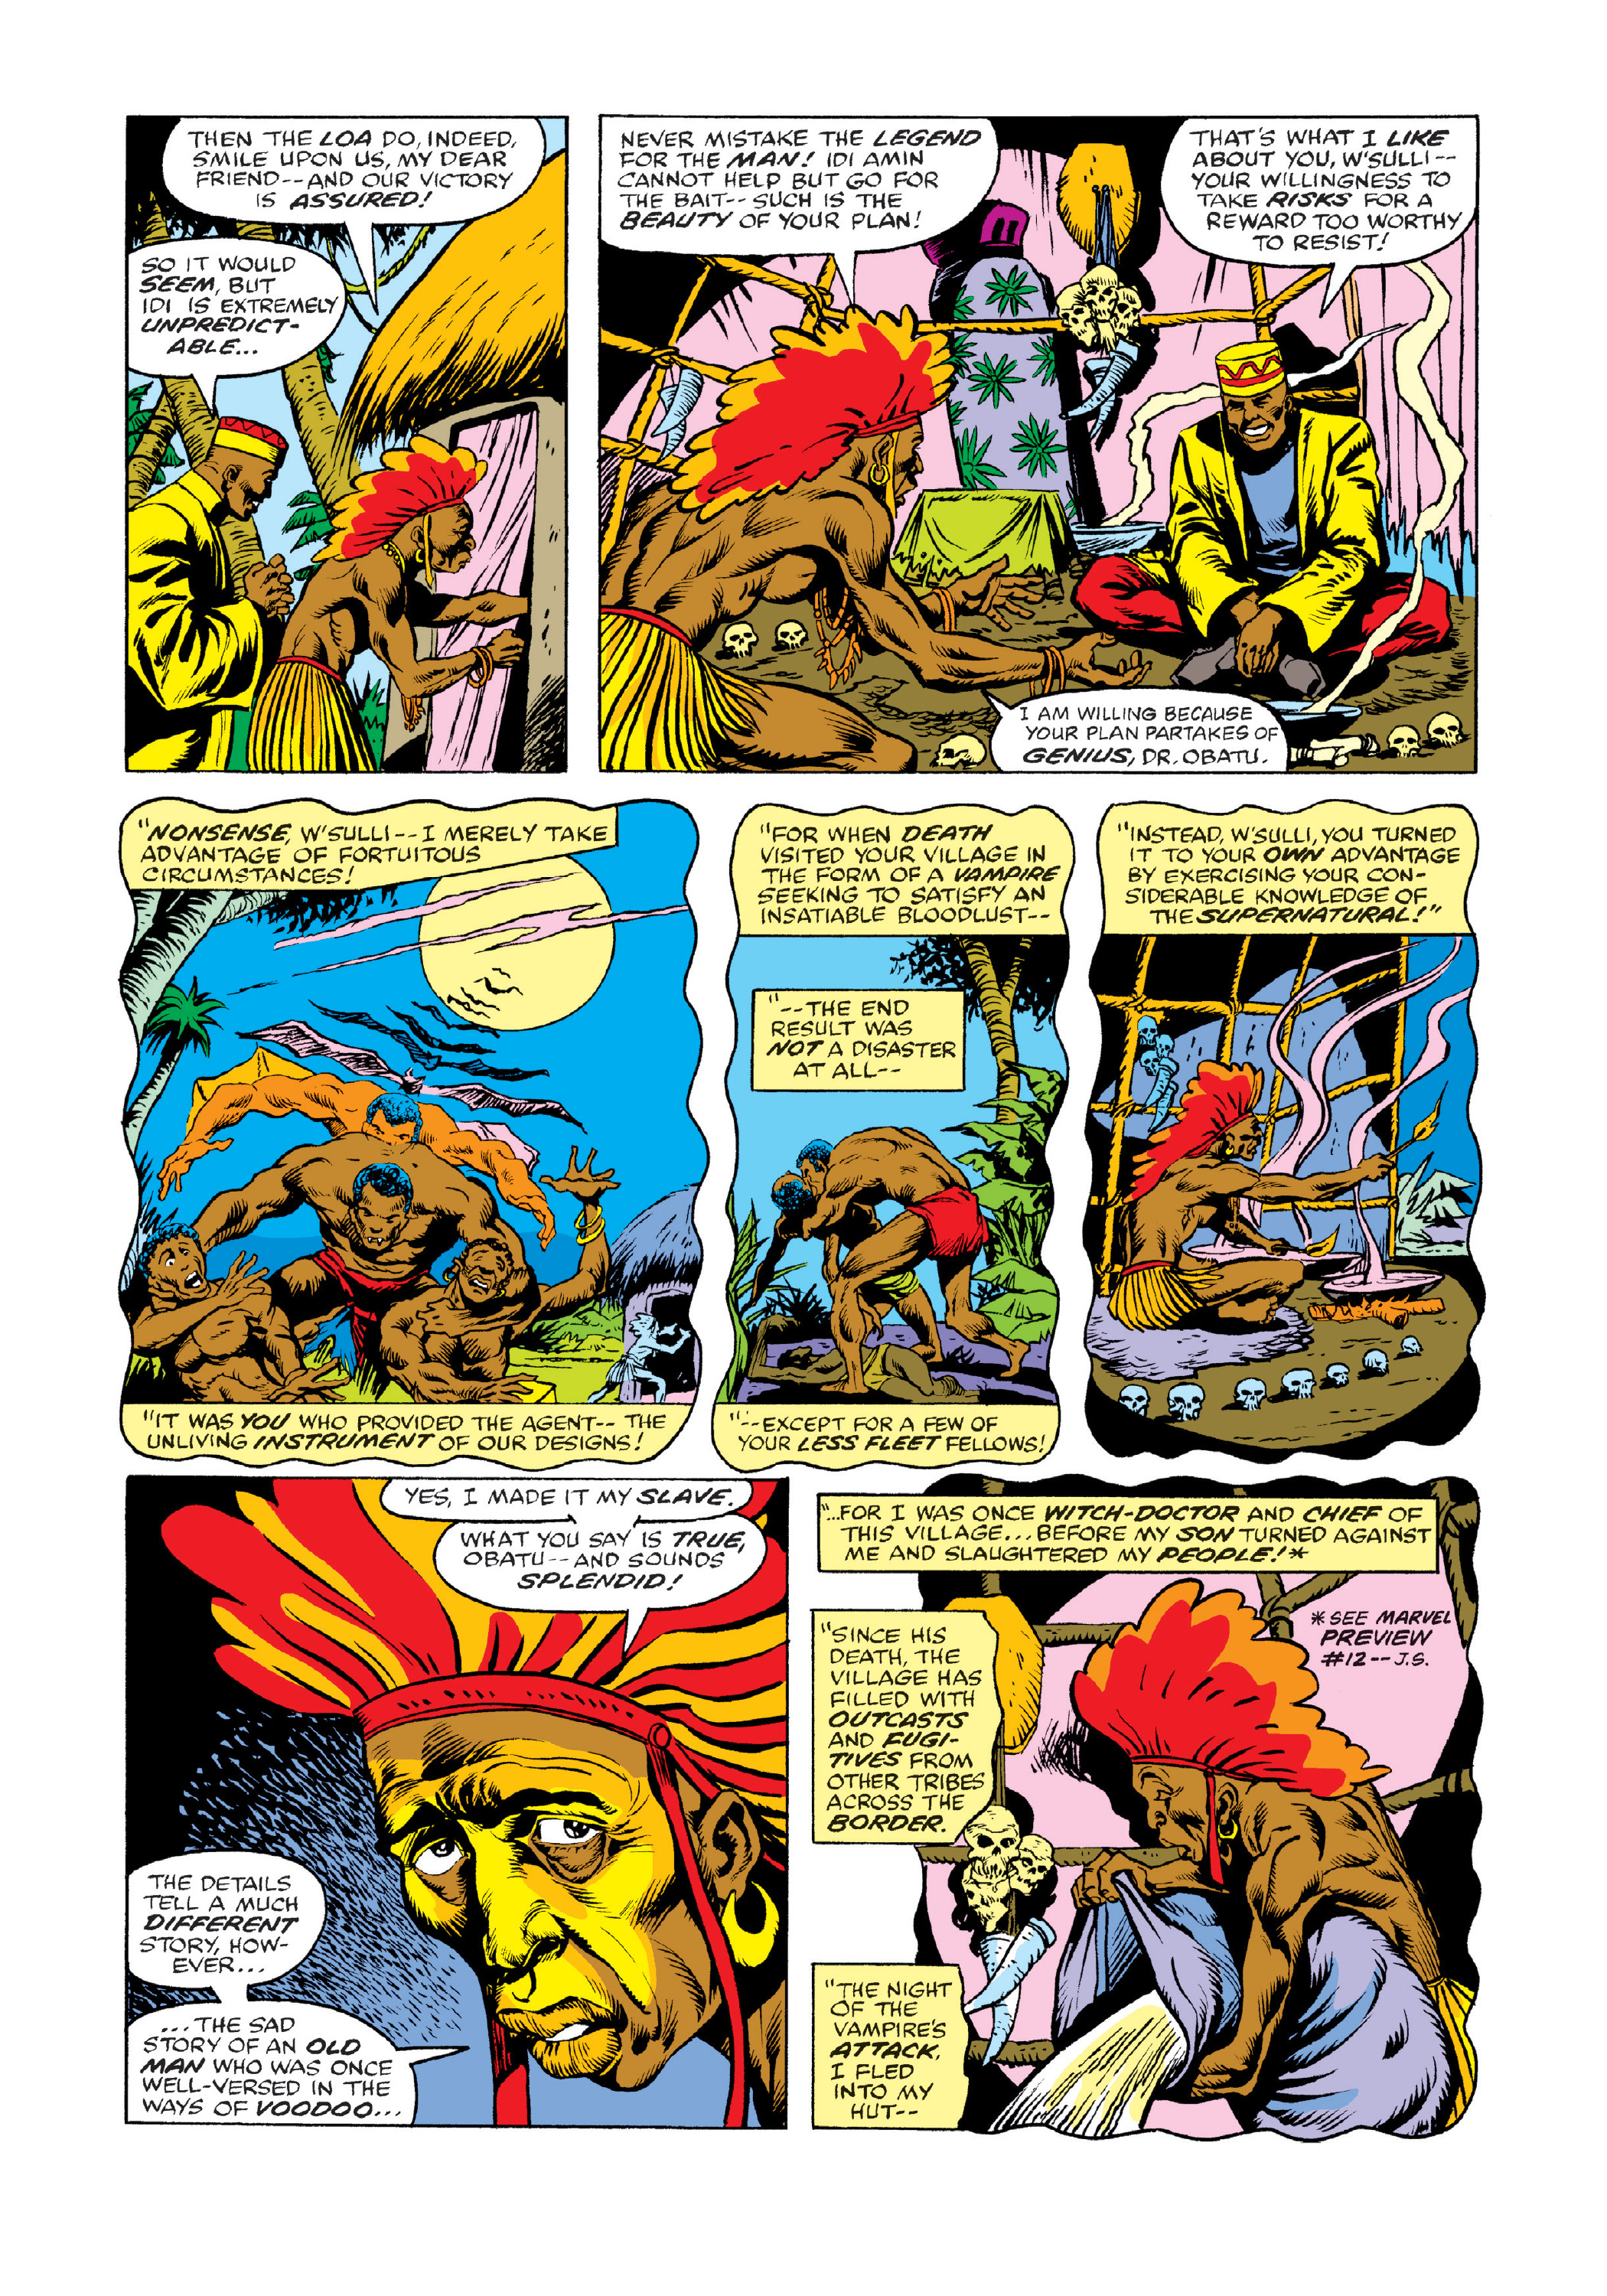 THEN THE LOA DO, INDEED,
SMILE UPON US, MY DEAR
FRIEND--AND OUR VICTORY
IS ASSURED!
SO IT WOULD
SEEM, BUT
IDI IS EXTREMELY
UNPREDICT-
ABLE...
NEVER MISTAKE THE LEGEND
FOR THE MAN! IDI AMIN
CANNOT HELP BUT GO FOR
THE BAIT-- SUCH IS THE
BEAUTY OF YOUR PLAN!
THAT'S WHAT I LIKE
ABOUT YOU, W'SULLI--
YOUR WILLINGNESS TO
TAKE RISKS FOR A
REWARD TOO WORTHY
TO RESIST!
I AM WILLING BECAUSE
YOUR PLAN PARTAKES OF
GENIUS, DR. OBATU.
"NONSENSE, W'SULLI-- I MERELY TAKE
ADVANTAGE OF FORTUITOUS
CIRCUMSTANCES!
"IT WAS YOU WHO PROVIDED THE AGENT-- THE
UNLIVING INSTRUMENT OF OUR DESIGNS!
"FOR WHEN DEATH
VISITED YOUR VILLAGE IN
THE FORM OF A VAMPIRE
SEEKING TO SATISFY AN
INSATIABLE BLOODLUST--
"--THE END
RESULT WAS
NOT A DISASTER
AT ALL--
"--EXCEPT FOR A FEW OF
YOUR LESS FLEET FELLOWS!
"INSTEAD, W'SULLI, YOU TURNED
IT TO YOUR OWN ADVANTAGE
BY EXERCISING YOUR CON-
SIDERABLE KNOWLEDGE OF
THE SUPERNATURAL!"
YES, I MADE IT MY SLAVE.
WHAT YOU SAY IS TRUE,
OBATU-- AND SOUNDS
SPLENDID!
THE DETAILS
TELL A MUCH
DIFFERENT
STORY, HOW-
EVER...
...THE SAD
STORY OF AN OLD
MAN WHO WAS ONCE
WELL-VERSED IN THE
WAYS OF VOODOO...
"...FOR I WAS ONCE WITCH-DOCTOR AND CHIEF OF
THIS VILLAGE... BEFORE MY SON TURNED AGAINST
ME AND SLAUGHTERED MY PEOPLE!*
*SEE MARVEL
PREVIEW
#12-- J.S.
"SINCE HIS
DEATH, THE
VILLAGE HAS
FILLED WITH
OUTCASTS
AND FUGI-
TIVES FROM
OTHER TRIBES
ACROSS THE
BORDER.
"THE NIGHT
OF THE
VAMPIRE'S
ATTACK,
I FLED
INTO MY
HUT--